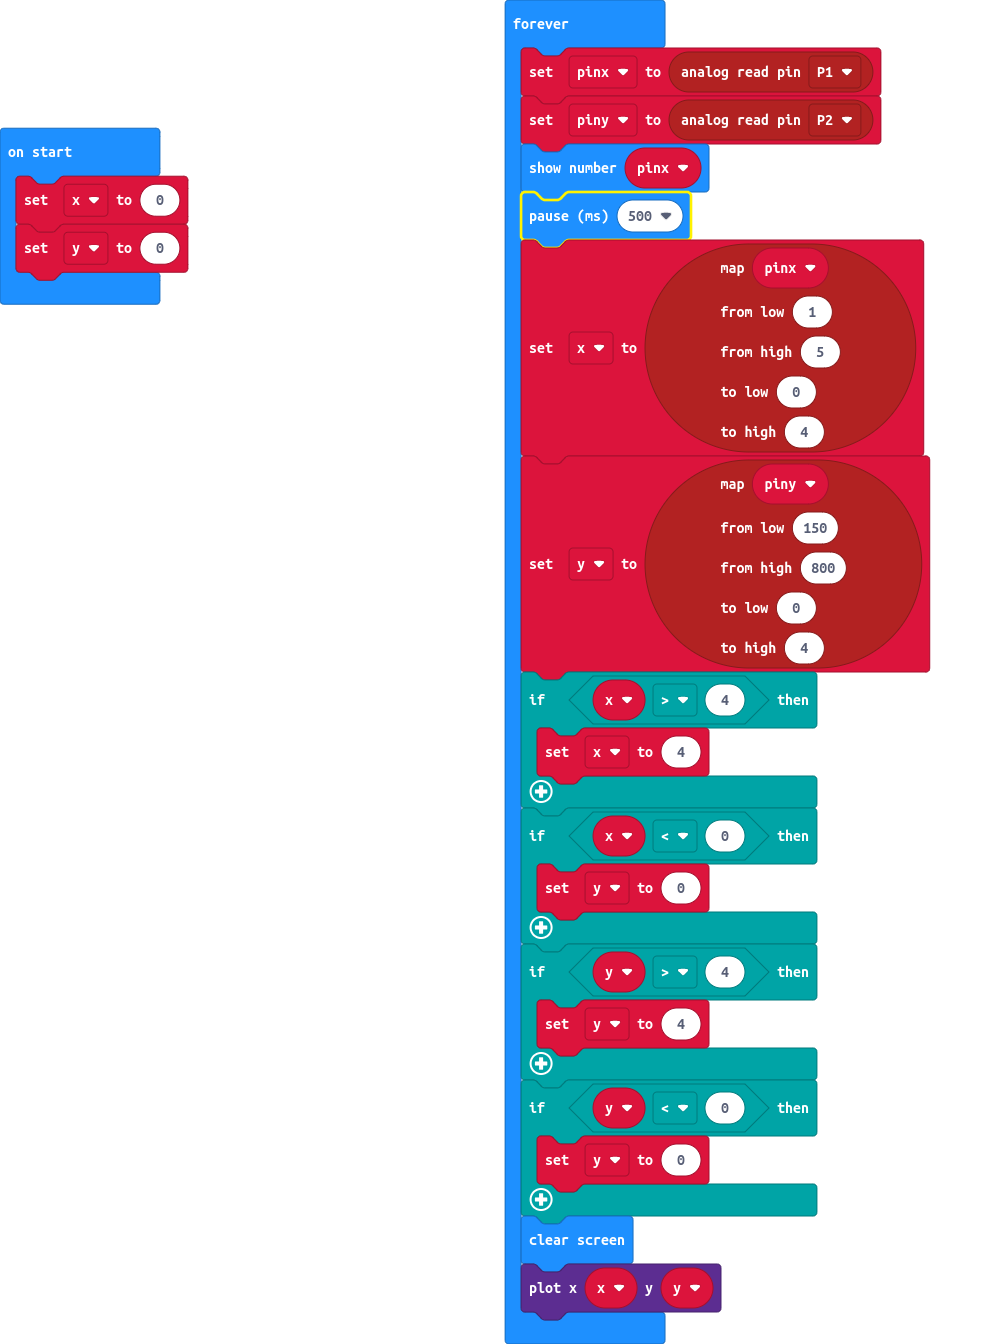 forever
set pinx to analog read pin P1
set piny to analog read pin P2
show number pinx
pause (ms) 500
on start
set x to 0
set y to 0
map pinx
from low 1
from high 5
set x to
to low 0
to high 4
map piny
from low 150
from high 800
set y to
to low 0
to high 4
if x > 4 then
set x to 4
if x < 0 then
set y to 0
if y > 4 then
set y to 4
if y < 0 then
set y to 0
clear screen
plot x x y y